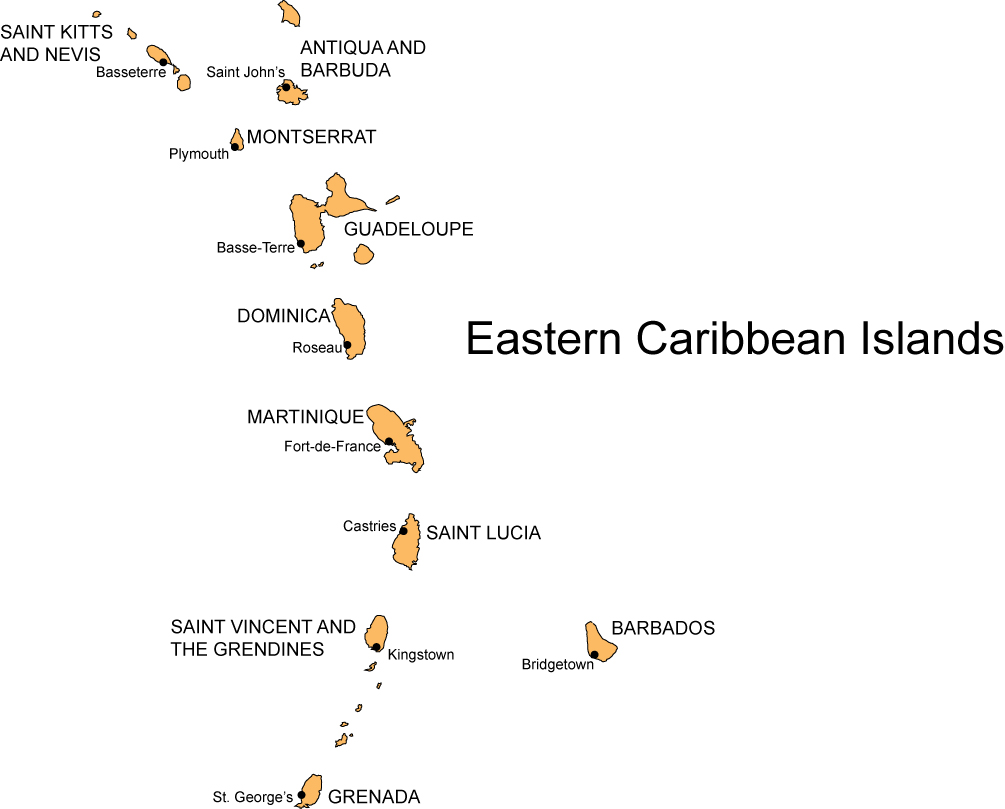 SAINT KITTS
AND NEVIS
Basseterre
Saint John's
ANTIQUA AND
BARBUDA
MONTSERRAT
Plymouth
GUADELOUPE
Basse-Terre
DOMINICA
Roseau
Eastern Caribbean Islands
MARTINIQUE
Fort-de-France
Castries
SAINT LUCIA
SAINT VINCENT AND
THE GRENDINES
Kingstown
BARBADOS
Bridgetown
St. George's
GRENADA